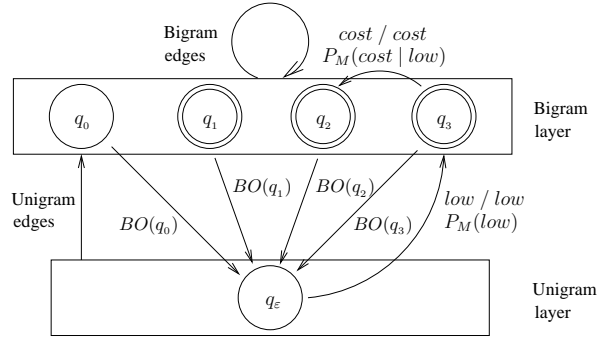 Bigram
edges
cost / cost
P_M(cost | low)
q_0
q_1
q_2
q_3
Bigram
layer
Unigram
edges
BO(q_0)
BO(q_1)
BO(q_2)
BO(q_3)
low / low
P_M(low)
q_ε
Unigram
layer